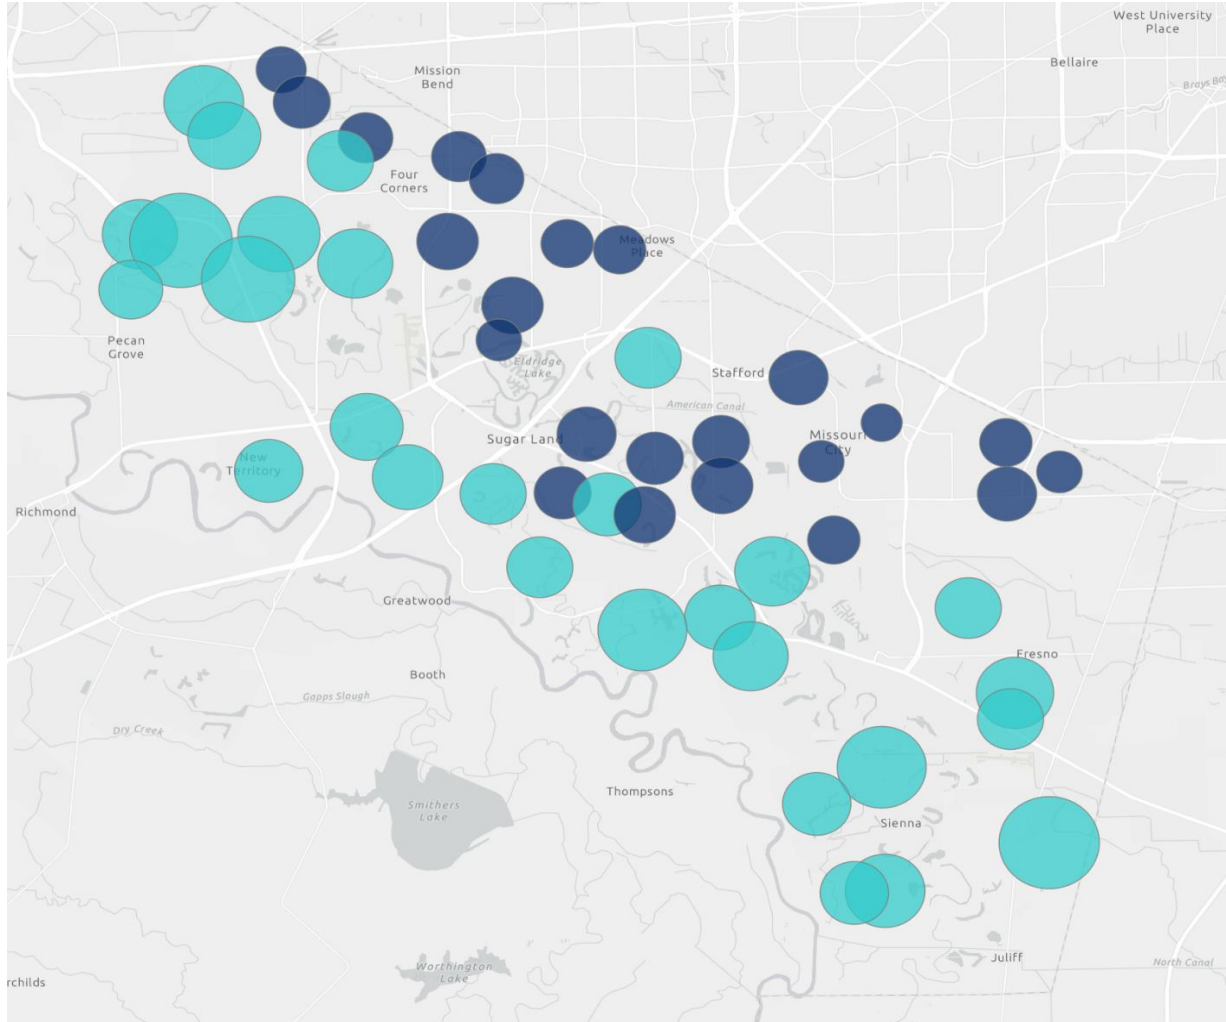 West University
Place
Bellaire
Mission
Bend
Brays Bay
Four
Corners
Meadows
Place
Pecan
Grove
Eldridge
Lake
Stafford
American Canal
Sugar Land
Missouri
City
New
Territory
Richmond
Greatwood
Fresno
Booth
Gapps Slough
Dry Creek
Thompsons
Smithers
Lake
Sienna
Juliff
North Canal
Worthington
Lake
rchilds